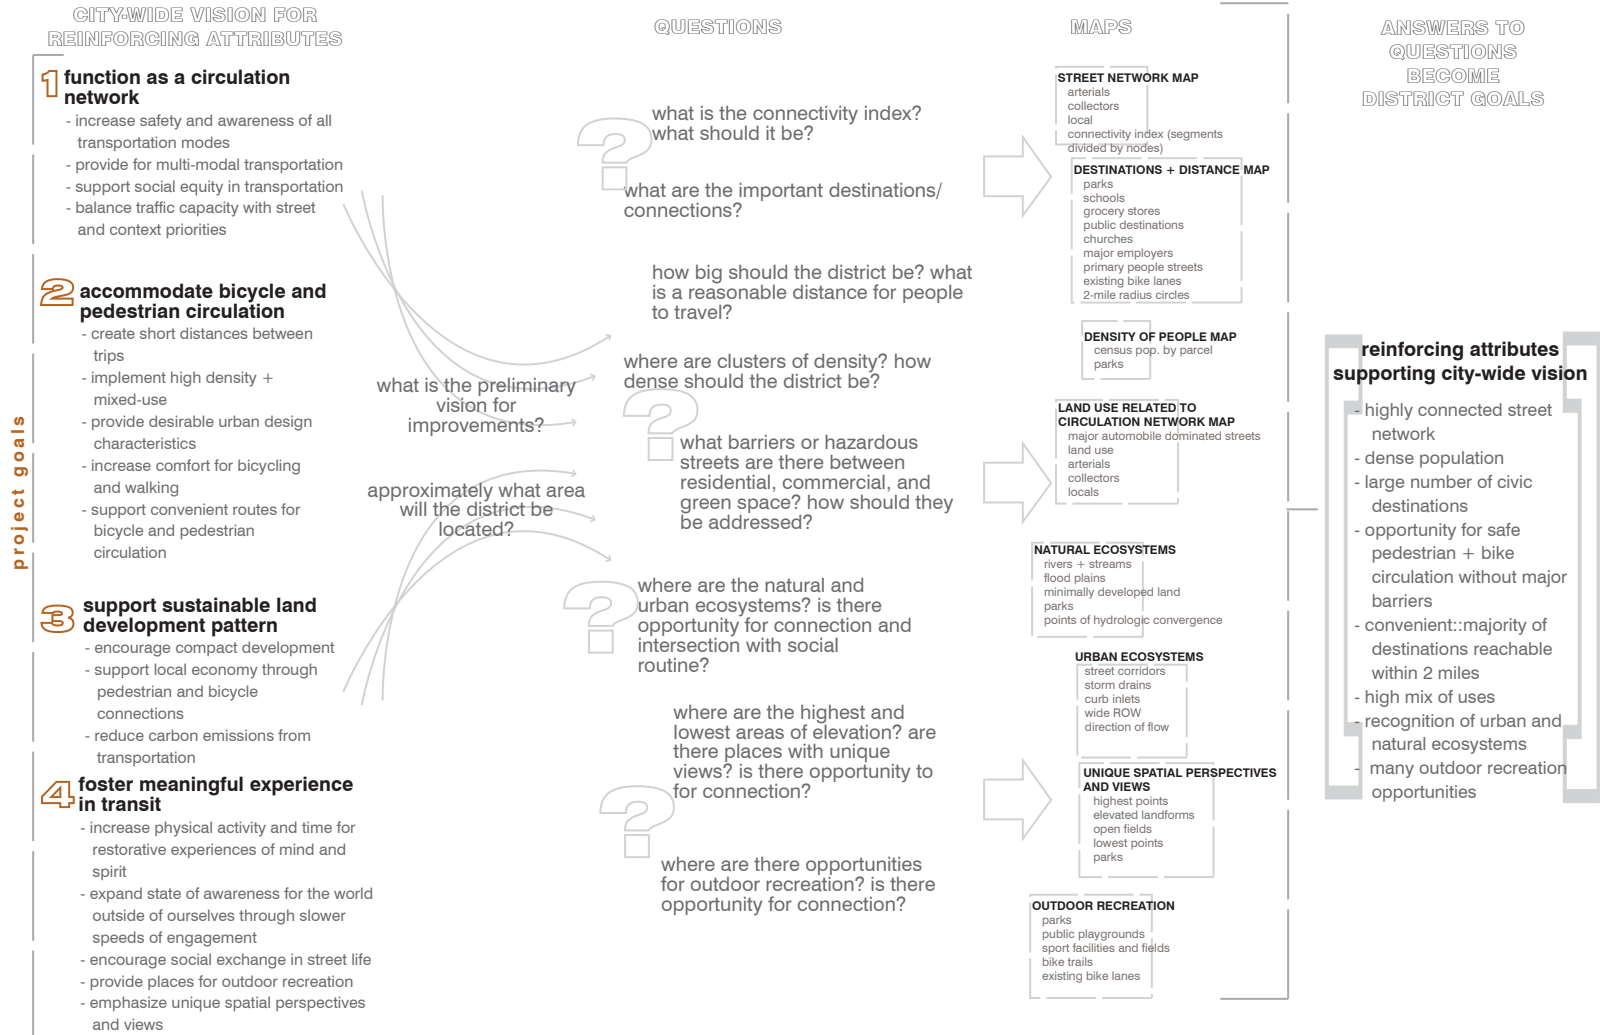 CITY-WIDE VISION FOR
REINFORCING ATTRIBUTES
project goals
1 function as a circulation
network
- increase safety and awareness of all
transportation modes
- provide for multi-modal transportation
- support social equity in transportation
- balance traffic capacity with street
and context priorities
2 accommodate bicycle and
pedestrian circulation
- create short distances between
trips
- implement high density +
mixed-use
- provide desirable urban design
characteristics
- increase comfort for bicycling
and walking
- support convenient routes for
bicycle and pedestrian
circulation
3 support sustainable land
development pattern
- encourage compact development
- support local economy through
pedestrian and bicycle
connections
- reduce carbon emissions from
transportation
4 foster meaningful experience
in transit
- increase physical activity and time for
restorative experiences of mind and
spirit
- expand state of awareness for the world
outside of ourselves through slower
speeds of engagement
- encourage social exchange in street life
- provide places for outdoor recreation
- emphasize unique spatial perspectives
and views
what is the preliminary
vision for
improvements?
approximately what area
will the district be
located?
QUESTIONS
?
what is the connectivity index?
what should it be?
what are the important destinations/
connections?
how big should the district be? what
is a reasonable distance for people
to travel?
where are clusters of density? how
dense should the district be?
?
what barriers or hazardous
streets are there between
residential, commercial, and
green space? how should they
be addressed?
?
where are the natural and
urban ecosystems? is there
opportunity for connection and
intersection with social
routine?
where are the highest and
lowest areas of elevation? are
there places with unique
views? is there opportunity to
for connection?
?
where are there opportunities
for outdoor recreation? is there
opportunity for connection?
MAPS
STREET NETWORK MAP
arterials
collectors
local
connectivity index (segments
divided by nodes)
DESTINATIONS + DISTANCE MAP
parks
schools
grocery stores
public destinations
churches
major employers
primary people streets
existing bike lanes
2-mile radius circles
DENSITY OF PEOPLE MAP
census pop. by parcel
parks
LAND USE RELATED TO
CIRCULATION NETWORK MAP
major automobile dominated streets
land use
arterials
collectors
locals
NATURAL ECOSYSTEMS
rivers + streams
flood plains
minimally developed land
parks
points of hydrologic convergence
URBAN ECOSYSTEMS
street corridors
storm drains
curb inlets
wide ROW
direction of flow
UNIQUE SPATIAL PERSPECTIVES
AND VIEWS
highest points
elevated landforms
open fields
lowest points
parks
OUTDOOR RECREATION
parks
public playgrounds
sport facilities and fields
bike trails
existing bike lanes
ANSWERS TO
QUESTIONS
BECOME
DISTRICT GOALS
reinforcing attributes
supporting city-wide vision
- highly connected street
network
- dense population
- large number of civic
destinations
- opportunity for safe
pedestrian + bike
circulation without major
barriers
- convenient::majority of
destinations reachable
within 2 miles
- high mix of uses
- recognition of urban and
natural ecosystems
- many outdoor recreation
opportunities